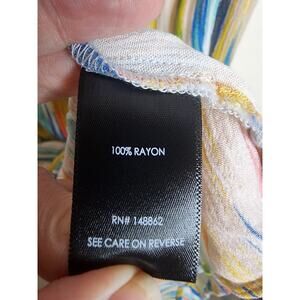 100% RAYON
RN# 148862
SEE CARE ON REVERSE